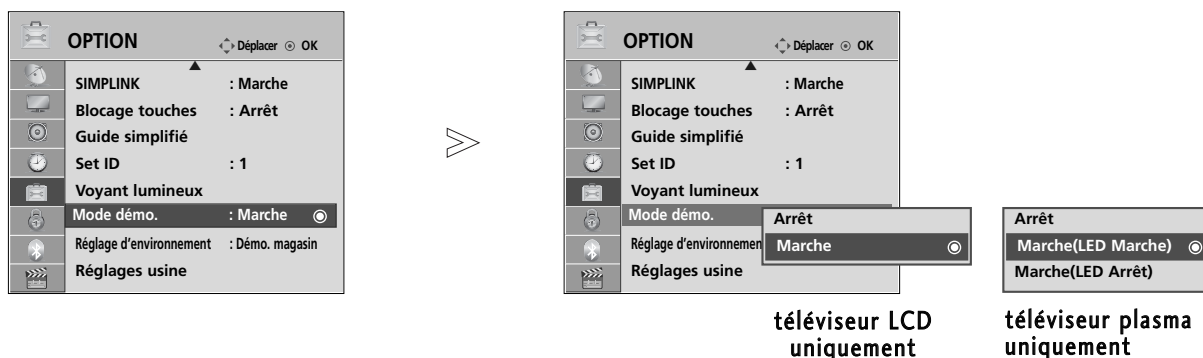 OPTION
Déplacer OK
SIMPLINK : Marche
Blocage touches : Arrêt
Guide simplifié
Set ID : 1
Voyant lumineux
Mode démo. : Marche
Réglage d'environnement : Démo. magasin
Réglages usine
OPTION
Déplacer OK
SIMPLINK : Marche
Blocage touches : Arrêt
Guide simplifié
Set ID : 1
Voyant lumineux
Mode démo.
Réglage d'environnemen
Réglages usine
Arrêt
Marche
téléviseur LCD
uniquement
Arrêt
Marche(LED Marche)
Marche(LED Arrêt)
téléviseur plasma
uniquement